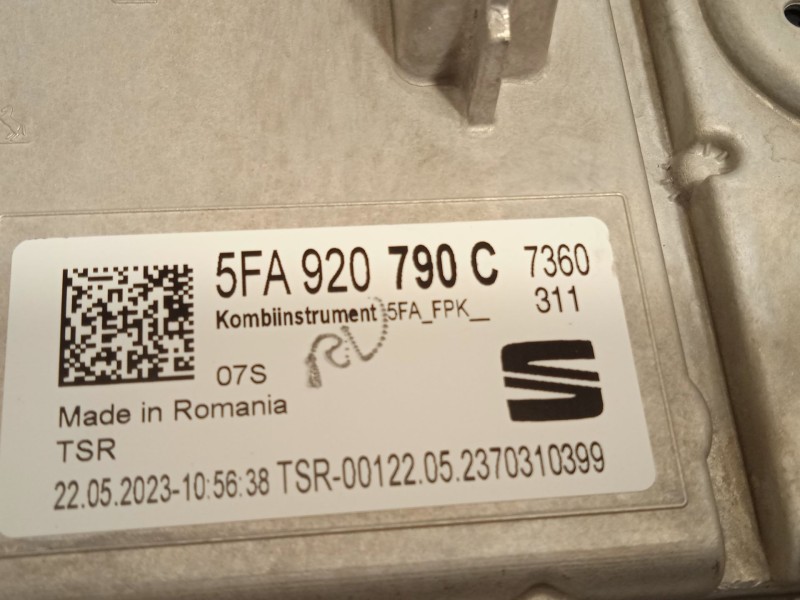 5FA 920 790 C 7360
Kombiinstrument 5FA_FPK__ 311
07S
RL
Made in Romania
TSR
22.05.2023-10:56:38 TSR-00122.05.2370310399